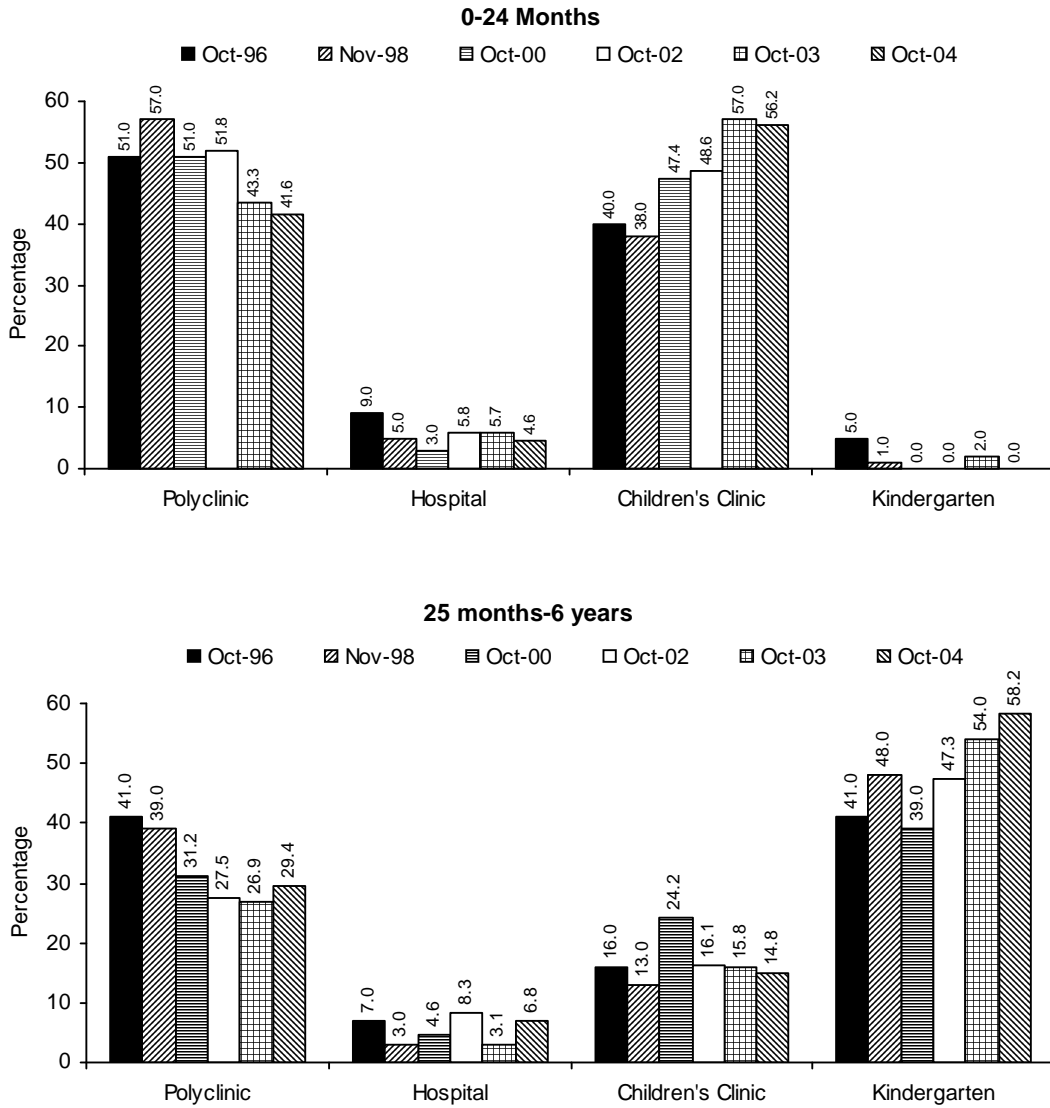 0-24 Months
Oct-96 Nov-98 Oct-00 Oct-02 Oct-03 Oct-04
Percentage
60
50
40
30
20
10
0
51.0 57.0 51.0 51.8 43.3 41.6
9.0 5.0 3.0 5.8 5.7 4.6
40.0 38.0 47.4 48.6 57.0 56.2
5.0 1.0 0.0 0.0 2.0 0.0
Polyclinic Hospital Children's Clinic Kindergarten
25 months-6 years
Oct-96 Nov-98 Oct-00 Oct-02 Oct-03 Oct-04
Percentage
60
50
40
30
20
10
0
41.0 39.0 31.2 27.5 26.9 29.4
7.0 3.0 4.6 8.3 3.1 6.8
16.0 13.0 24.2 16.1 15.8 14.8
41.0 48.0 39.0 47.3 54.0 58.2
Polyclinic Hospital Children's Clinic Kindergarten